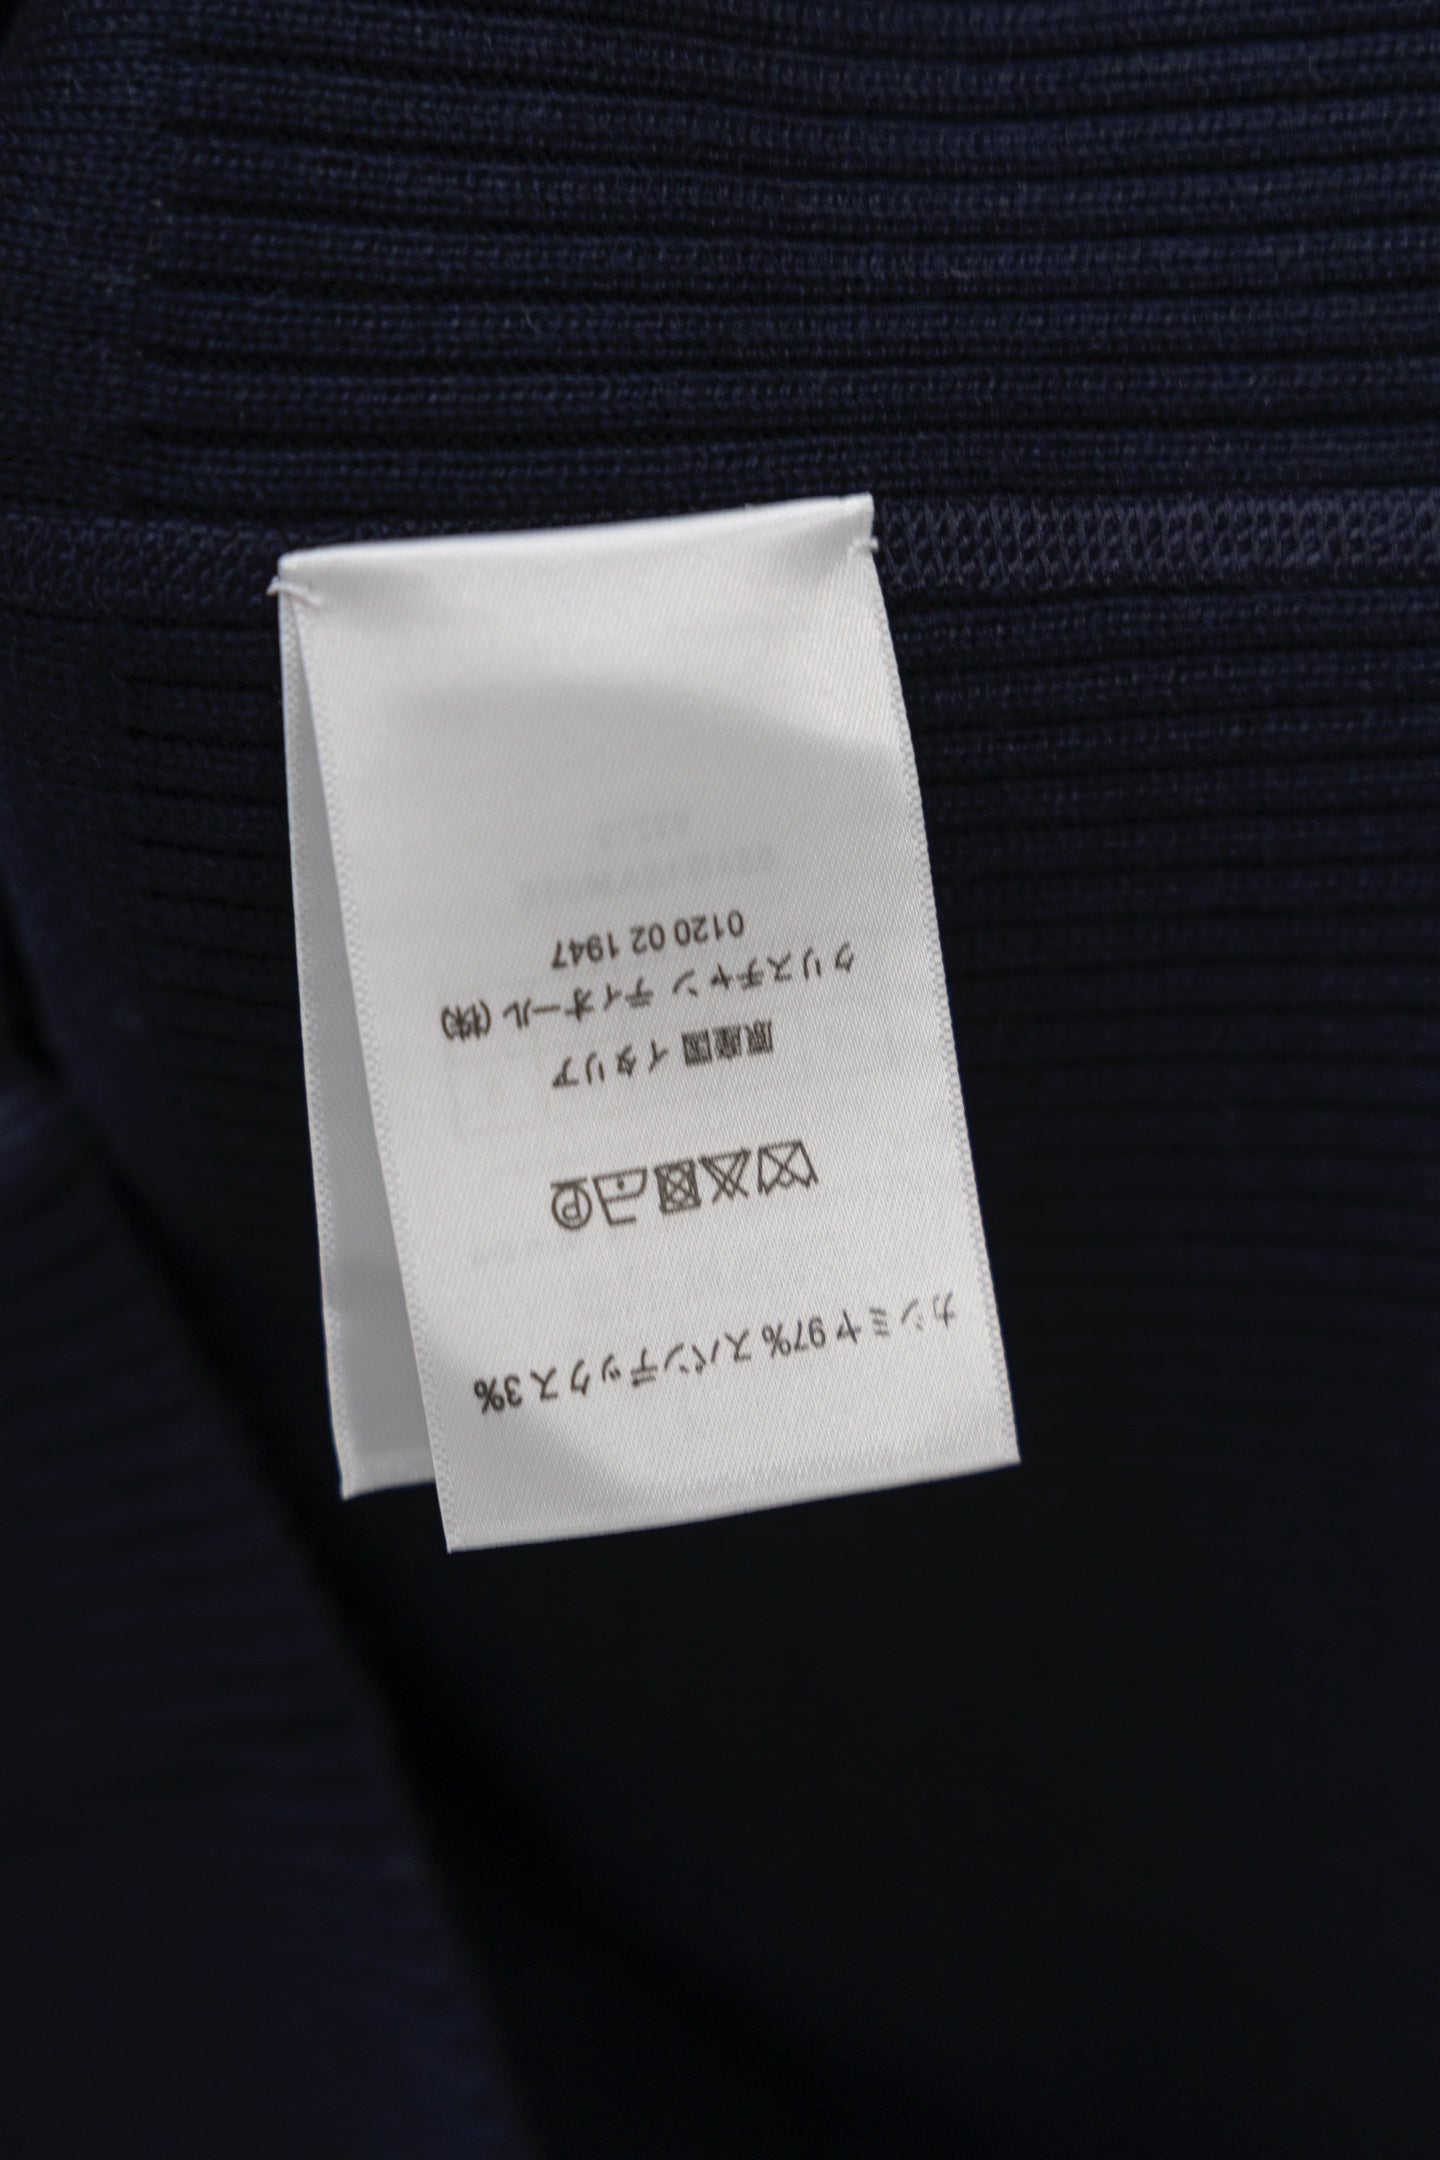 カシミヤ 97% スパンデックス 3%
原産国 イタリア
クリスチャン ディオール (株)
0120 02 1947